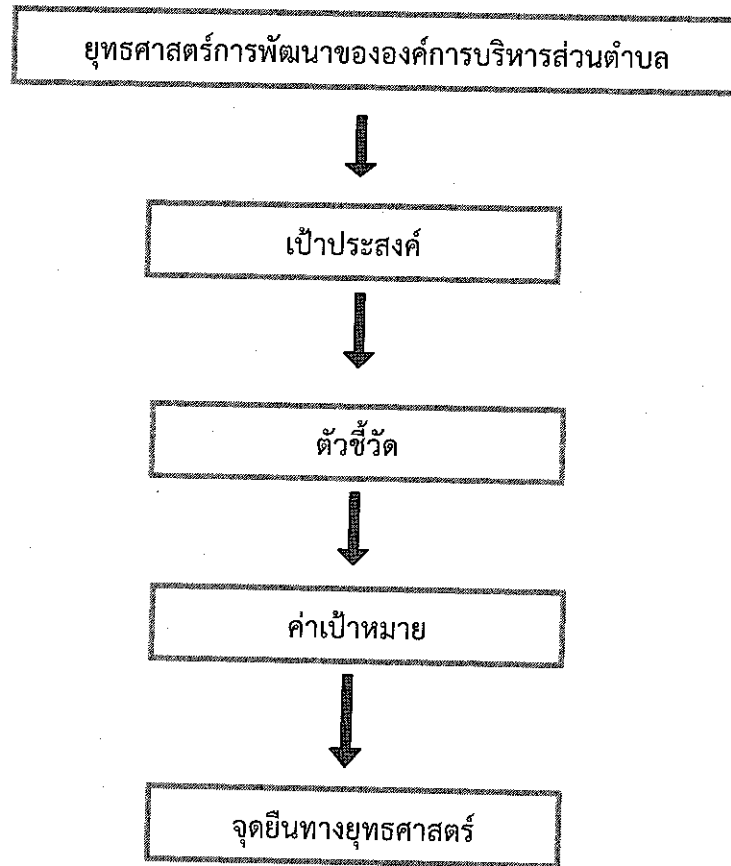 ยุทธศาสตร์การพัฒนาขององค์การบริหารส่วนตำบล
เป้าประสงค์
ตัวชี้วัด
ค่าเป้าหมาย
จุดยืนทางยุทธศาสตร์